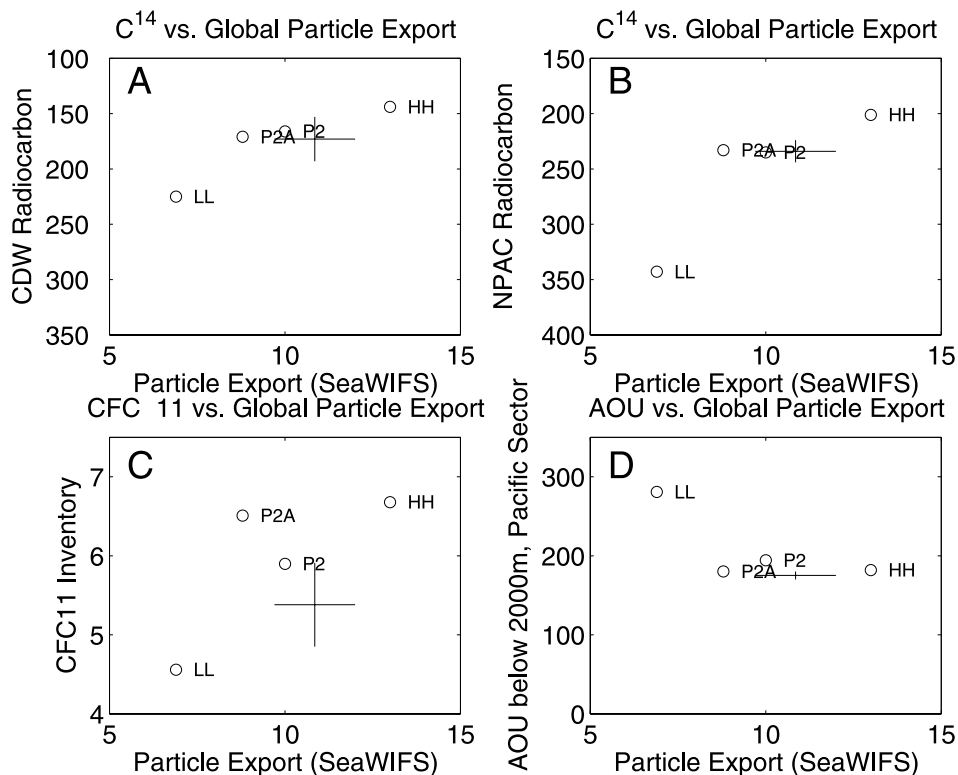 C14 vs. Global Particle Export
A
CDW Radiocarbon
100
150
200
250
300
350
HH
P2A
P2
LL
5
10
15
Particle Export (SeaWIFS)
C14 vs. Global Particle Export
B
NPAC Radiocarbon
150
200
250
300
350
400
HH
P2A
P2
LL
5
10
15
Particle Export (SeaWIFS)
CFC 11 vs. Global Particle Export
C
CFC11 Inventory
7
6
5
4
HH
P2A
P2
LL
5
10
15
Particle Export (SeaWIFS)
AOU vs. Global Particle Export
D
AOU below 2000m, Pacific Sector
300
200
100
0
LL
P2
P2A
HH
5
10
15
Particle Export (SeaWIFS)